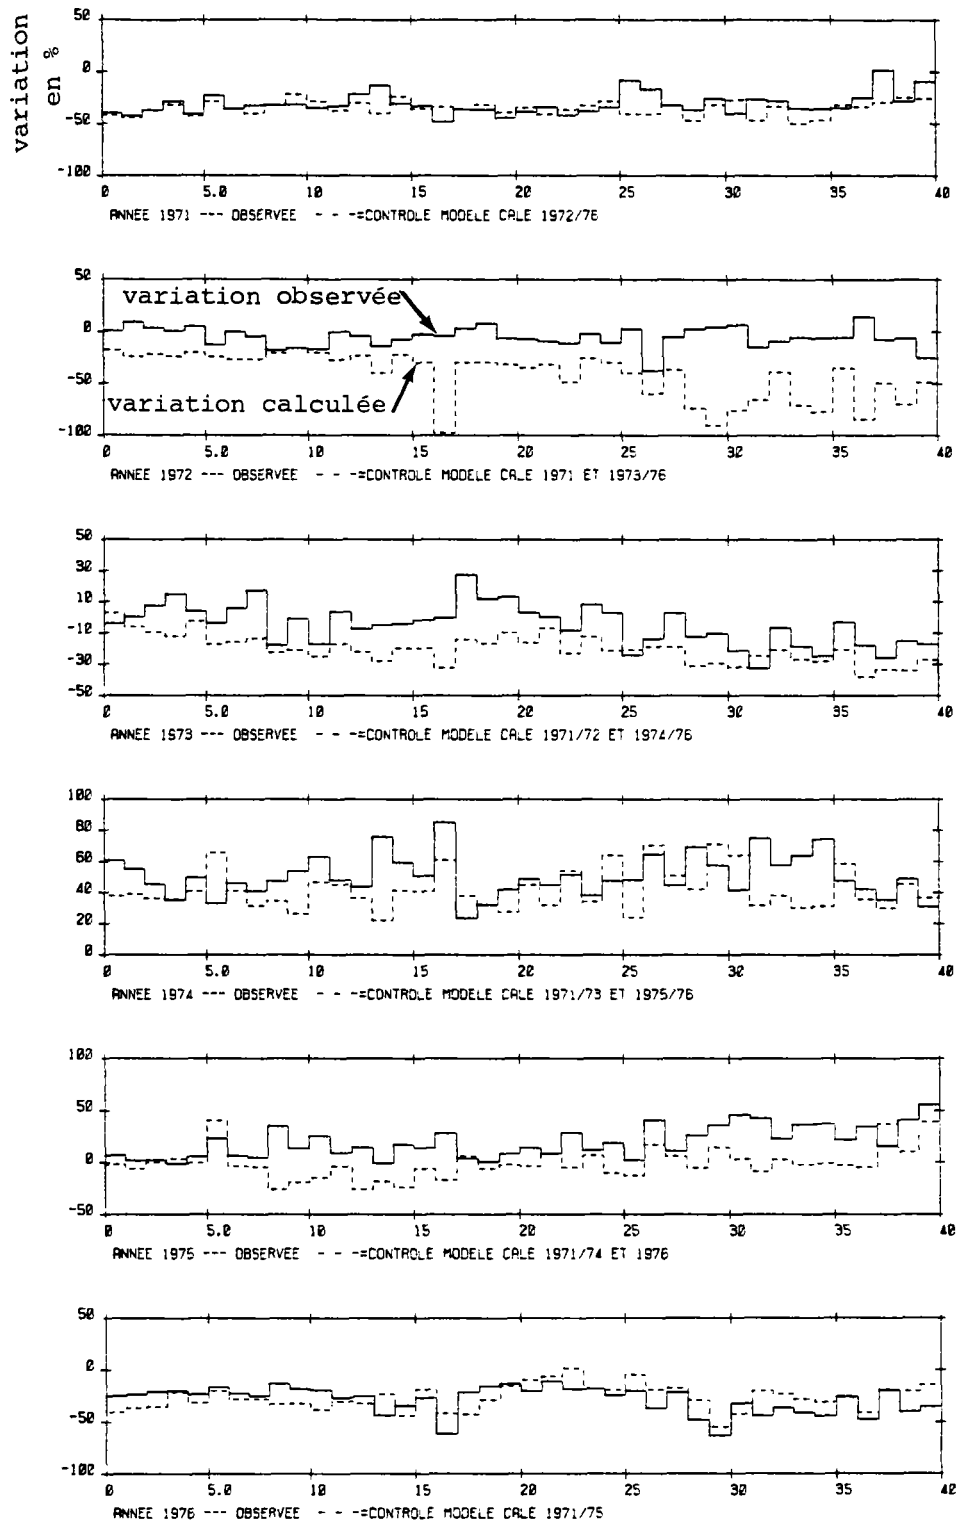 variation
en %
50
0
-50
-100
0 5.0 10 15 20 25 30 35 40
ANNEE 1971 --- OBSERVEE - - -=CONTROLE MODELE CALE 1972/76
50
variation observée
0
-50
variation calculée
-100
0 5.0 10 15 20 25 30 35 40
ANNEE 1972 --- OBSERVEE - - -=CONTROLE MODELE CALE 1971 ET 1973/76
50
30
10
-10
-30
-50
0 5.0 10 15 20 25 30 35 40
ANNEE 1973 --- OBSERVEE - - -=CONTROLE MODELE CALE 1971/72 ET 1974/76
100
80
60
40
20
0
0 5.0 10 15 20 25 30 35 40
ANNEE 1974 --- OBSERVEE - - -=CONTROLE MODELE CALE 1971/73 ET 1975/76
100
50
0
-50
0 5.0 10 15 20 25 30 35 40
ANNEE 1975 --- OBSERVEE - - -=CONTROLE MODELE CALE 1971/74 ET 1976
50
0
-50
-100
0 5.0 10 15 20 25 30 35 40
ANNEE 1976 --- OBSERVEE - - -=CONTROLE MODELE CALE 1971/75